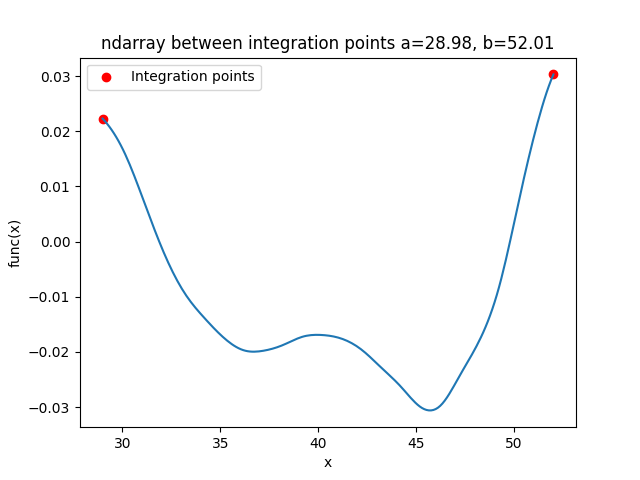 ndarray between integration points a=28.98, b=52.01
Integration points
0.03
0.02
0.01
0.00
−0.01
−0.02
−0.03
func(x)
30 35 40 45 50
x